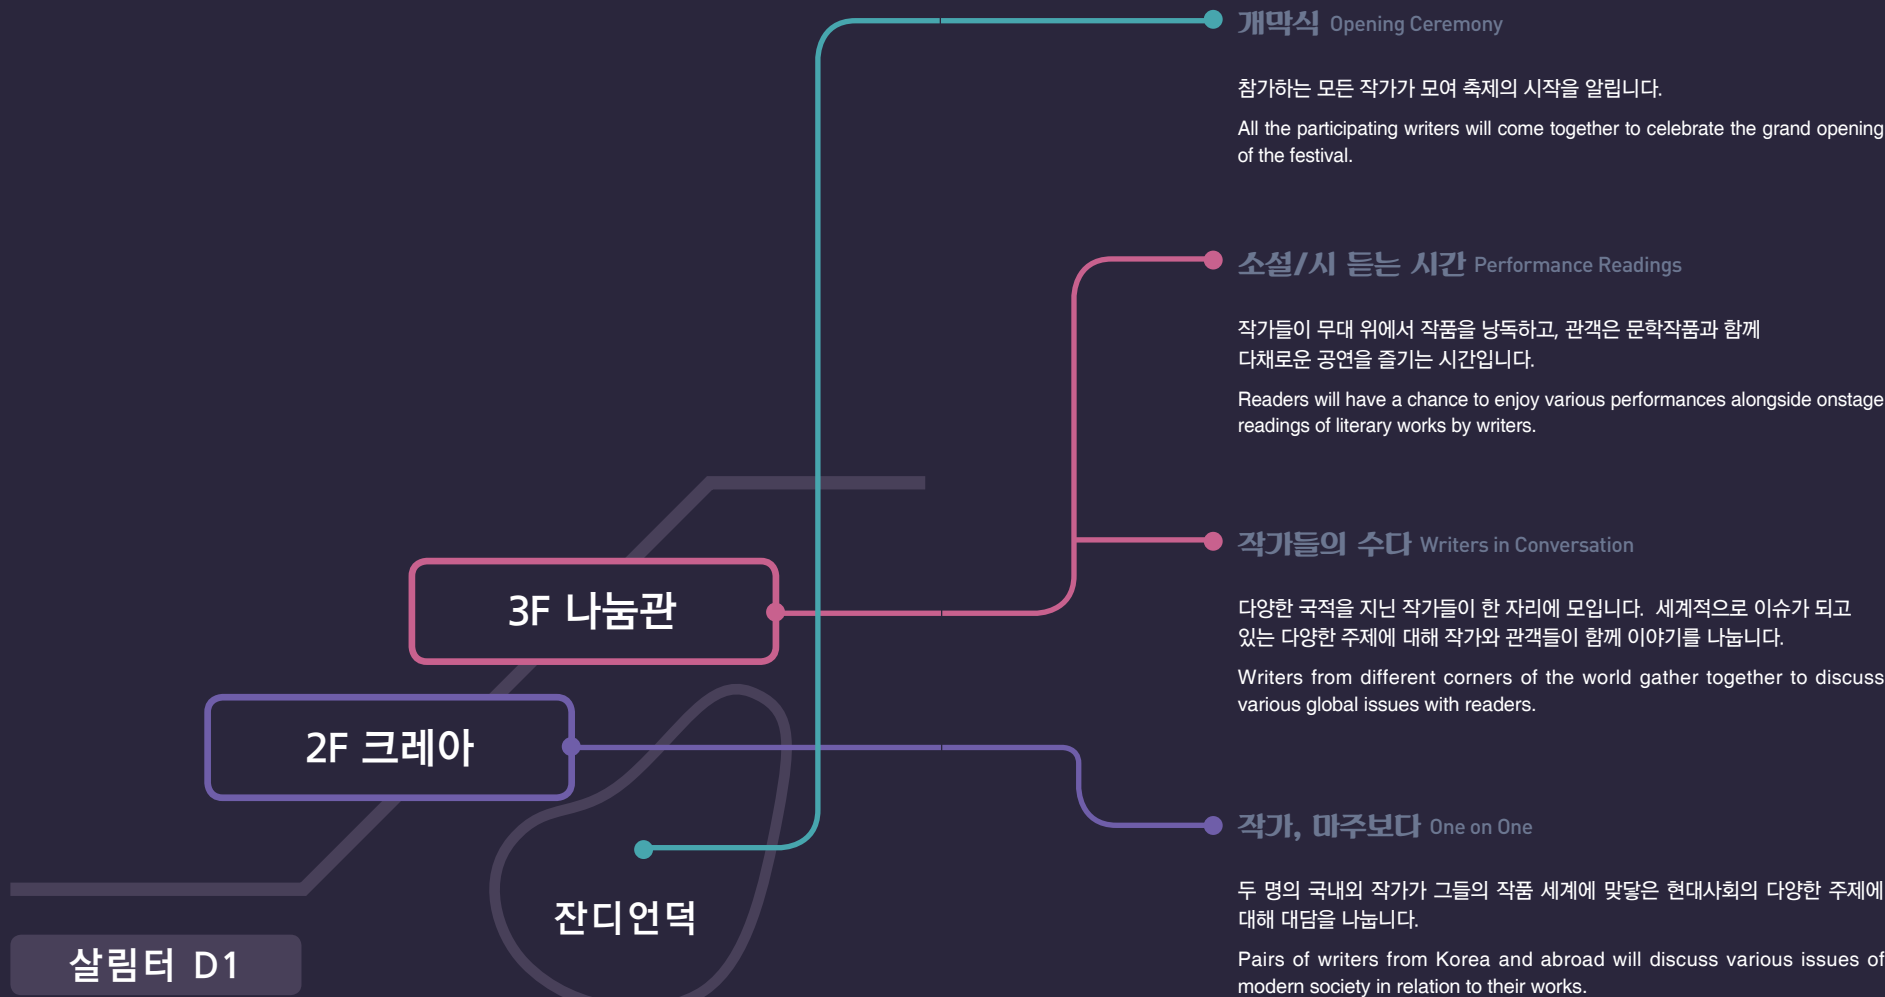 개막식 Opening Ceremony
참가하는 모든 작가가 모여 축제의 시작을 알립니다.
All the participating writers will come together to celebrate the grand opening
of the festival.
소설/시 듣는 시간 Performance Readings
작가들이 무대 위에서 작품을 낭독하고, 관객은 문학작품과 함께
다채로운 공연을 즐기는 시간입니다.
Readers will have a chance to enjoy various performances alongside onstage
readings of literary works by writers.
작가들의 수다 Writers in Conversation
다양한 국적을 지닌 작가들이 한 자리에 모입니다. 세계적으로 이슈가 되고
있는 다양한 주제에 대해 작가와 관객들이 함께 이야기를 나눕니다.
Writers from different corners of the world gather together to discuss
various global issues with readers.
작가, 마주보다 One on One
두 명의 국내외 작가가 그들의 작품 세계에 맞닿은 현대사회의 다양한 주제에
대해 대담을 나눕니다.
Pairs of writers from Korea and abroad will discuss various issues of
modern society in relation to their works.
3F 나눔관
2F 크레아
잔디언덕
살림터 D1